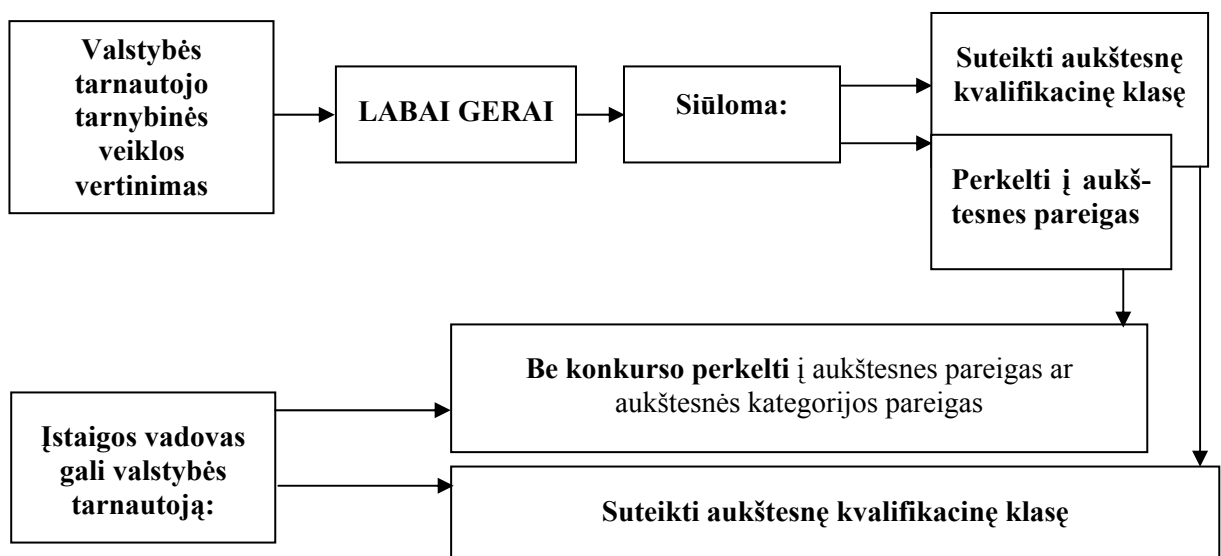 Valstybės
tarnautojo
tarnybinės
veiklos
vertinimas
LABAI GERAI
Siūloma:
Suteikti aukštesnę
kvalifikacinę klasę
Perkelti į aukš-
tesnes pareigas
Be konkurso perkelti į aukštesnes pareigas ar
aukštesnės kategorijos pareigas
Įstaigos vadovas
gali valstybės
tarnautoją:
Suteikti aukštesnę kvalifikacinę klasę